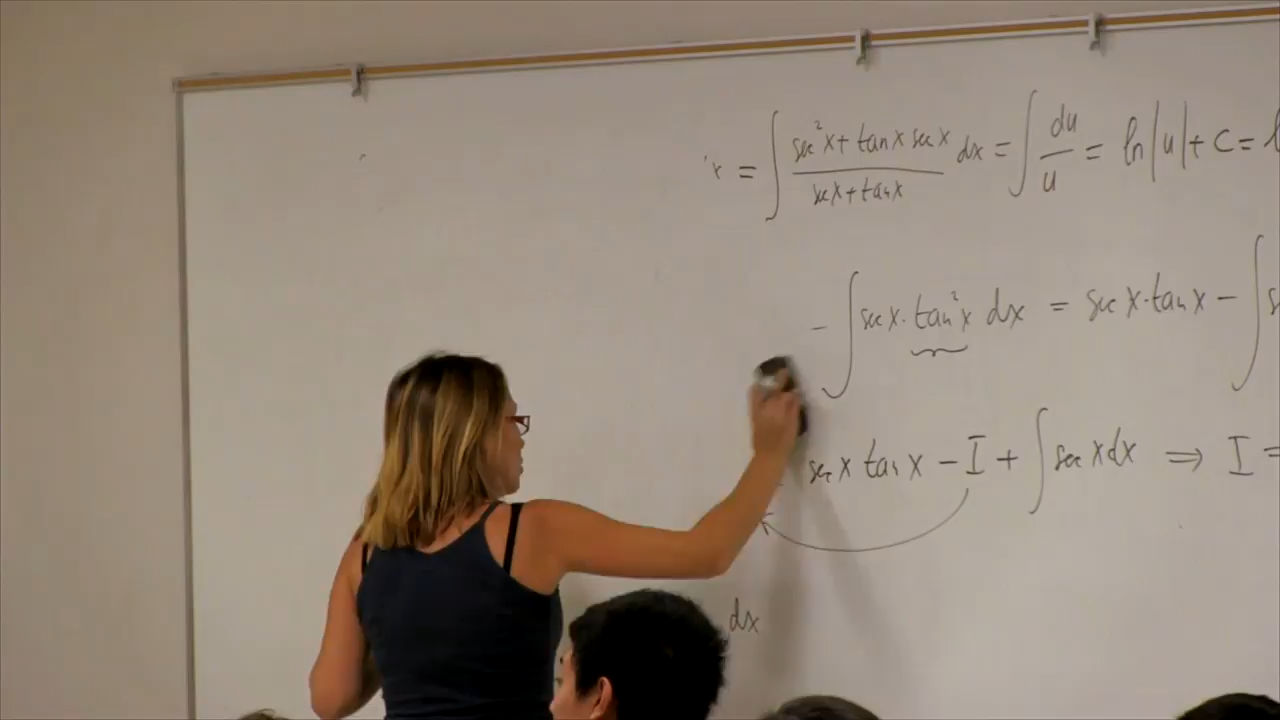 x = ∫ (sec²x + tan x sec x)/(sec x + tan x) dx = ∫ du/u = ln|u| + C =
- ∫ sec x · tan²x dx = sec x · tan x - ∫
sec x tan x - I + ∫ sec x dx ⇒ I =
dx